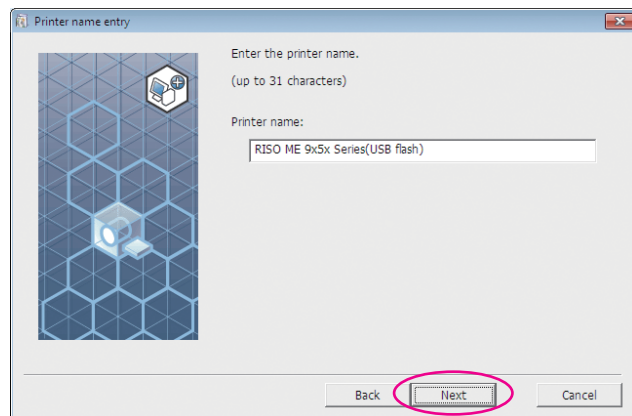 Printer name entry
Enter the printer name.
(up to 31 characters)
Printer name:
RISO ME 9x5x Series(USB flash)
Back
Next
Cancel